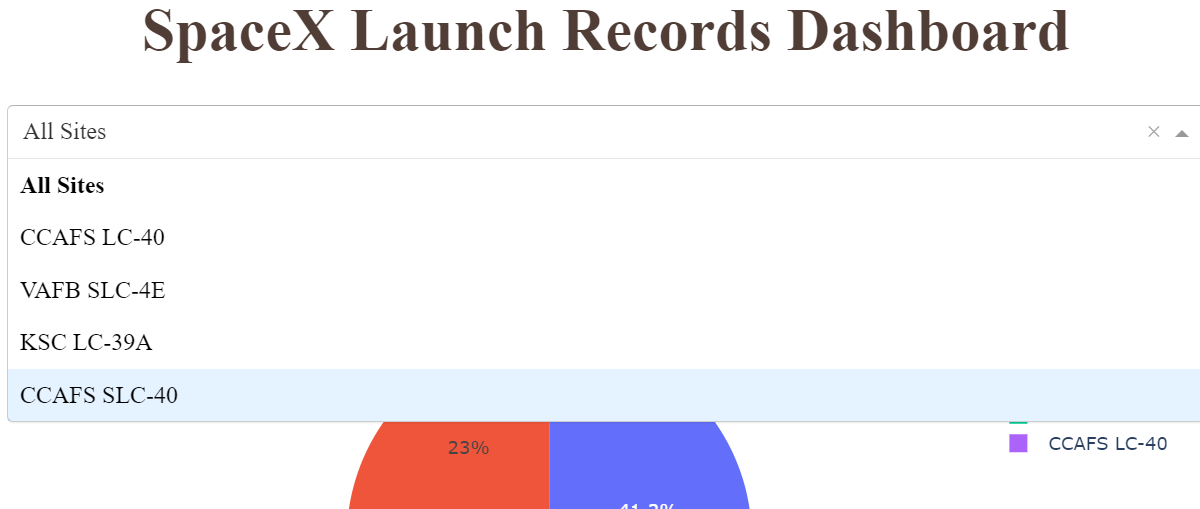 SpaceX Launch Records Dashboard
All Sites
All Sites
CCAFS LC-40
VAFB SLC-4E
KSC LC-39A
CCAFS SLC-40
23%
CCAFS LC-40